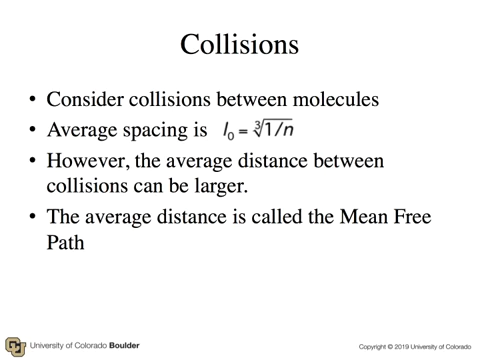 Collisions
• Consider collisions between molecules
• Average spacing is l₀ = ∛1/n
• However, the average distance between
collisions can be larger.
• The average distance is called the Mean Free
Path
University of Colorado Boulder
Copyright © 2019 University of Colorado